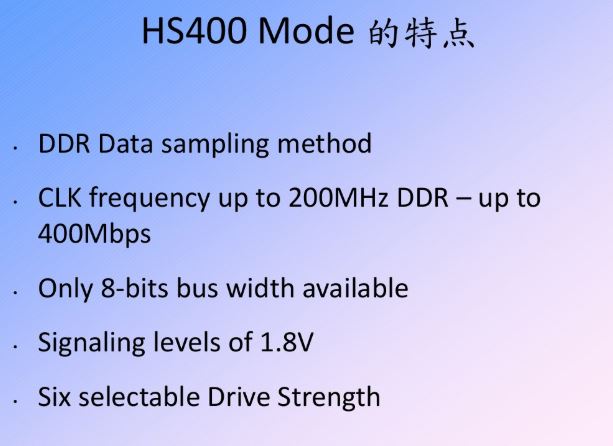 HS400 Mode 的特点
· DDR Data sampling method
· CLK frequency up to 200MHz DDR – up to
400Mbps
· Only 8-bits bus width available
· Signaling levels of 1.8V
· Six selectable Drive Strength